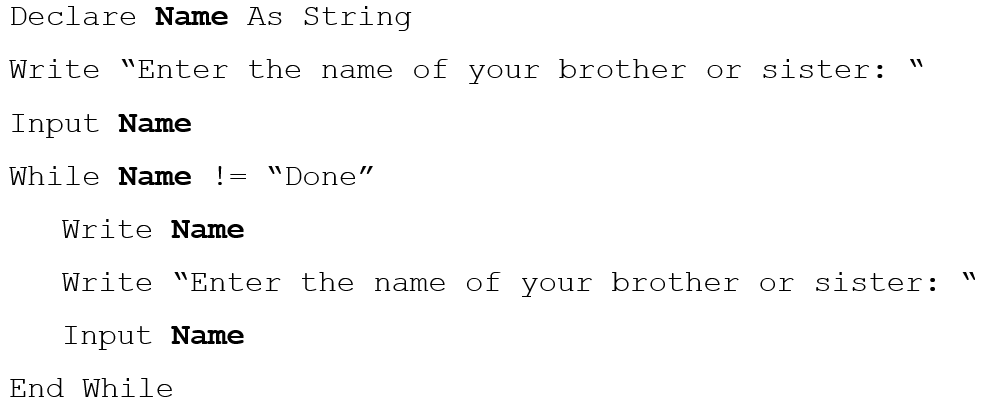 Declare Name As String
Write “Enter the name of your brother or sister: “
Input Name
While Name != “Done”
Write Name
Write “Enter the name of your brother or sister: “
Input Name
End While